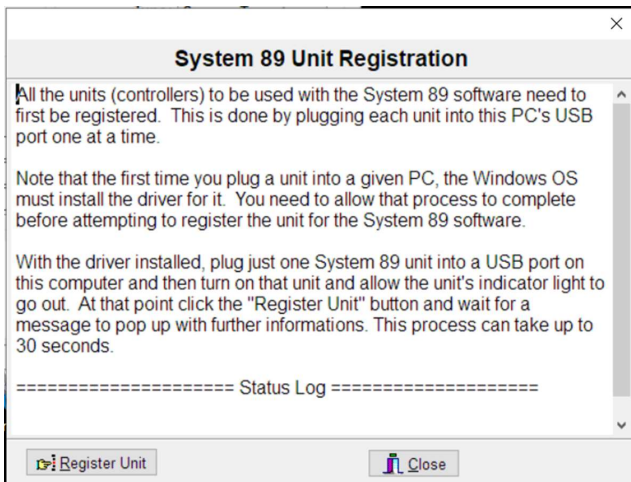 System 89 Unit Registration
All the units (controllers) to be used with the System 89 software need to
first be registered. This is done by plugging each unit into this PC's USB
port one at a time.
Note that the first time you plug a unit into a given PC, the Windows OS
must install the driver for it. You need to allow that process to complete
before attempting to register the unit for the System 89 software.
With the driver installed, plug just one System 89 unit into a USB port on
this computer and then turn on that unit and allow the unit's indicator light to
go out. At that point click the "Register Unit" button and wait for a
message to pop up with further informations. This process can take up to
30 seconds.
===================== Status Log ====================
Register Unit
Close